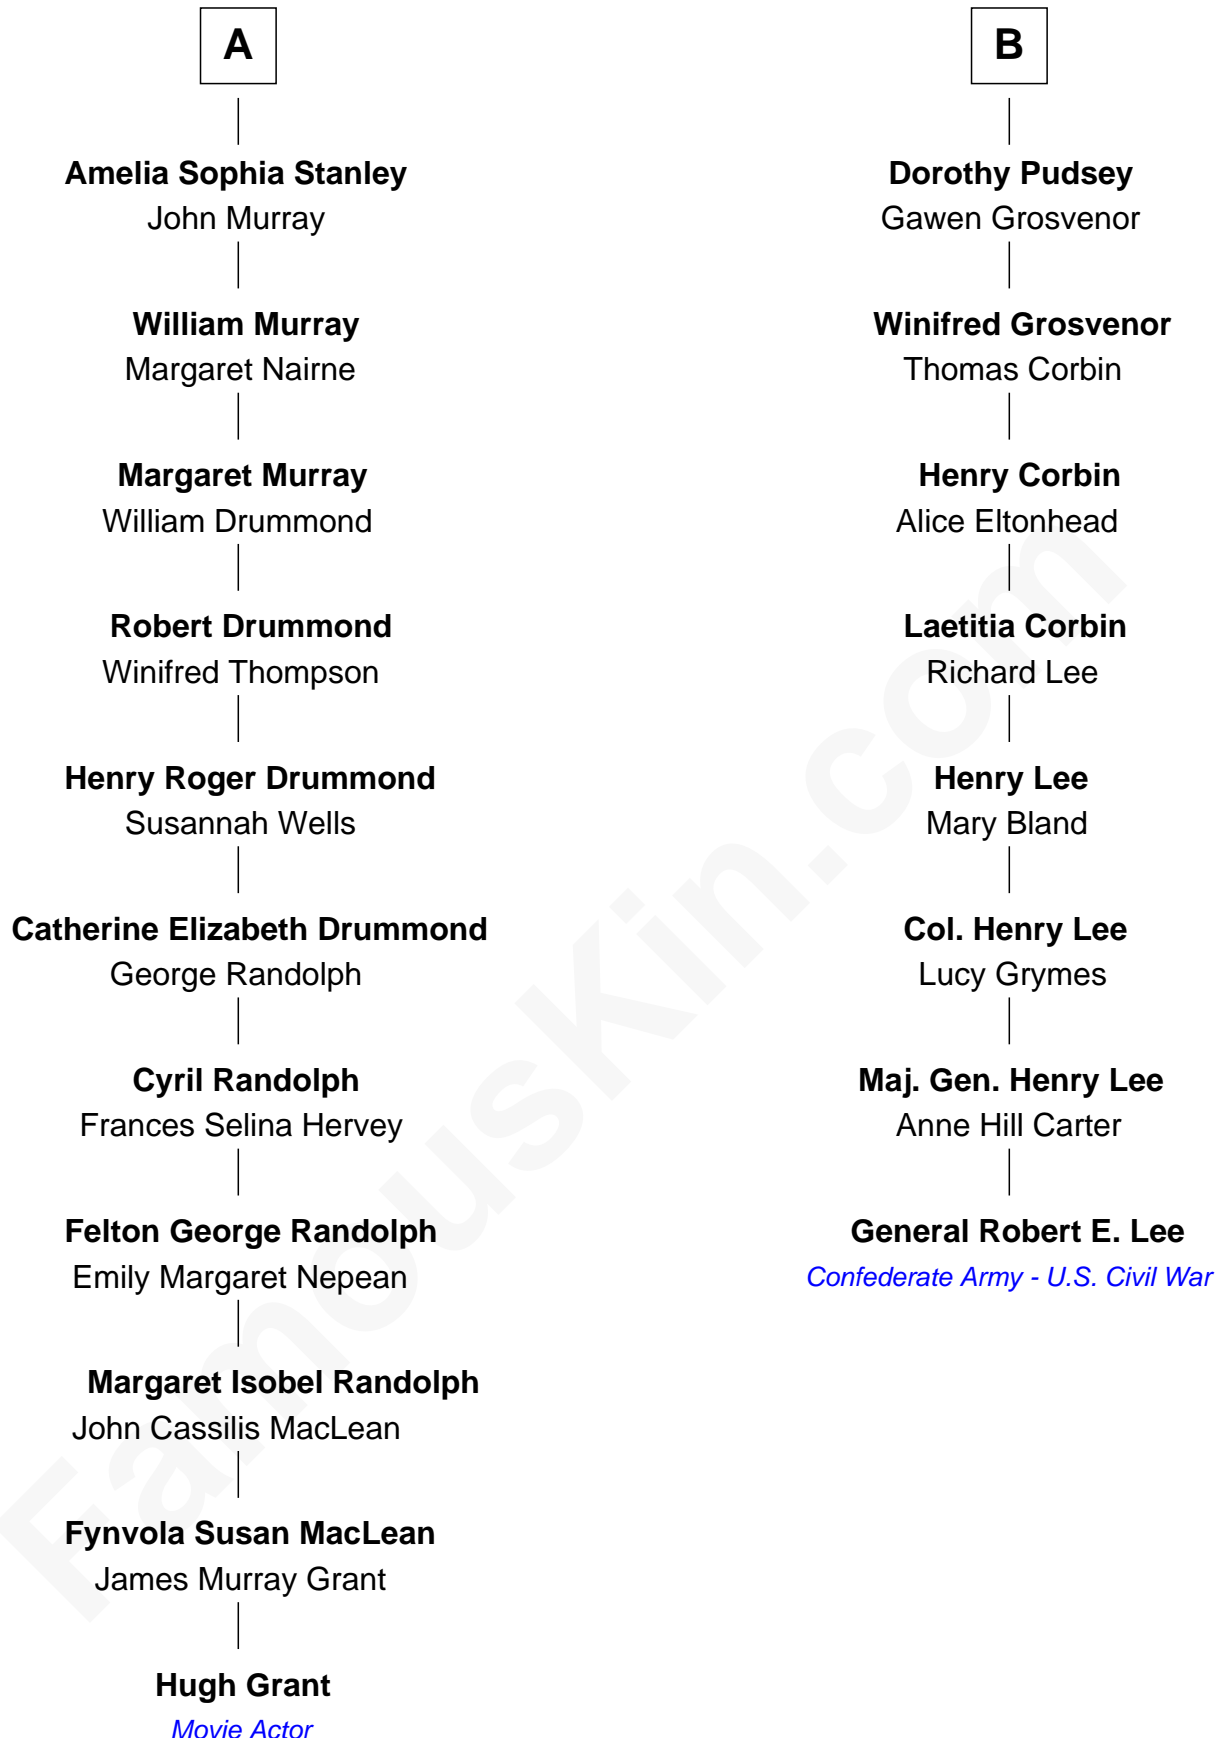 A
Amelia Sophia Stanley
John Murray
William Murray
Margaret Nairne
Margaret Murray
William Drummond
Robert Drummond
Winifred Thompson
Henry Roger Drummond
Susannah Wells
Catherine Elizabeth Drummond
George Randolph
Cyril Randolph
Frances Selina Hervey
Felton George Randolph
Emily Margaret Nepean
Margaret Isobel Randolph
John Cassilis MacLean
Fynvola Susan MacLean
James Murray Grant
Hugh Grant
Movie Actor
B
Dorothy Pudsey
Gawen Grosvenor
Winifred Grosvenor
Thomas Corbin
Henry Corbin
Alice Eltonhead
Laetitia Corbin
Richard Lee
Henry Lee
Mary Bland
Col. Henry Lee
Lucy Grymes
Maj. Gen. Henry Lee
Anne Hill Carter
General Robert E. Lee
Confederate Army - U.S. Civil War
FamousKin.com